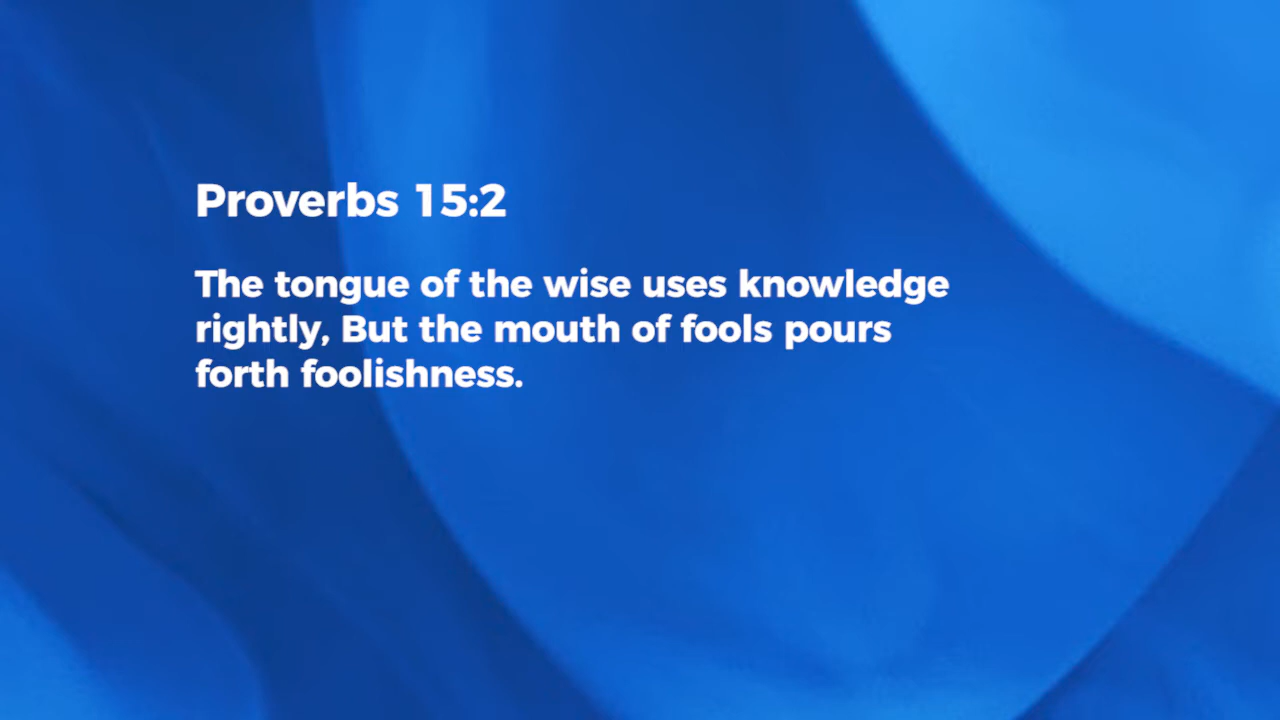 Proverbs 15:2
The tongue of the wise uses knowledge
rightly, But the mouth of fools pours
forth foolishness.